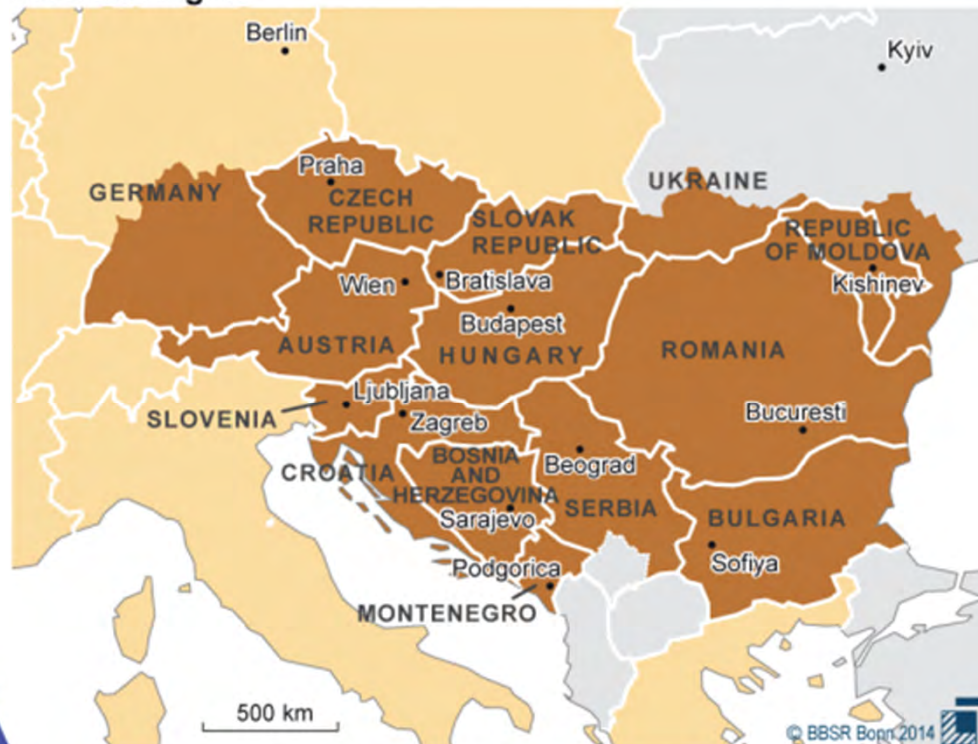 Berlin
Kyiv
Praha
GERMANY
UKRAINE
CZECH
REPUBLIC
SLOVAK
REPUBLIC
REPUBLIC
OF MOLDOVA
Wien
Bratislava
Kishinev
Budapest
AUSTRIA
HUNGARY
ROMANIA
Ljubljana
SLOVENIA
Zagreb
Bucuresti
CROATIA
BOSNIA
AND
HERZEGOVINA
Beograd
Sarajevo
SERBIA
BULGARIA
Podgorica
Sofiya
MONTENEGRO
500 km
© BBSR Bonn 2014